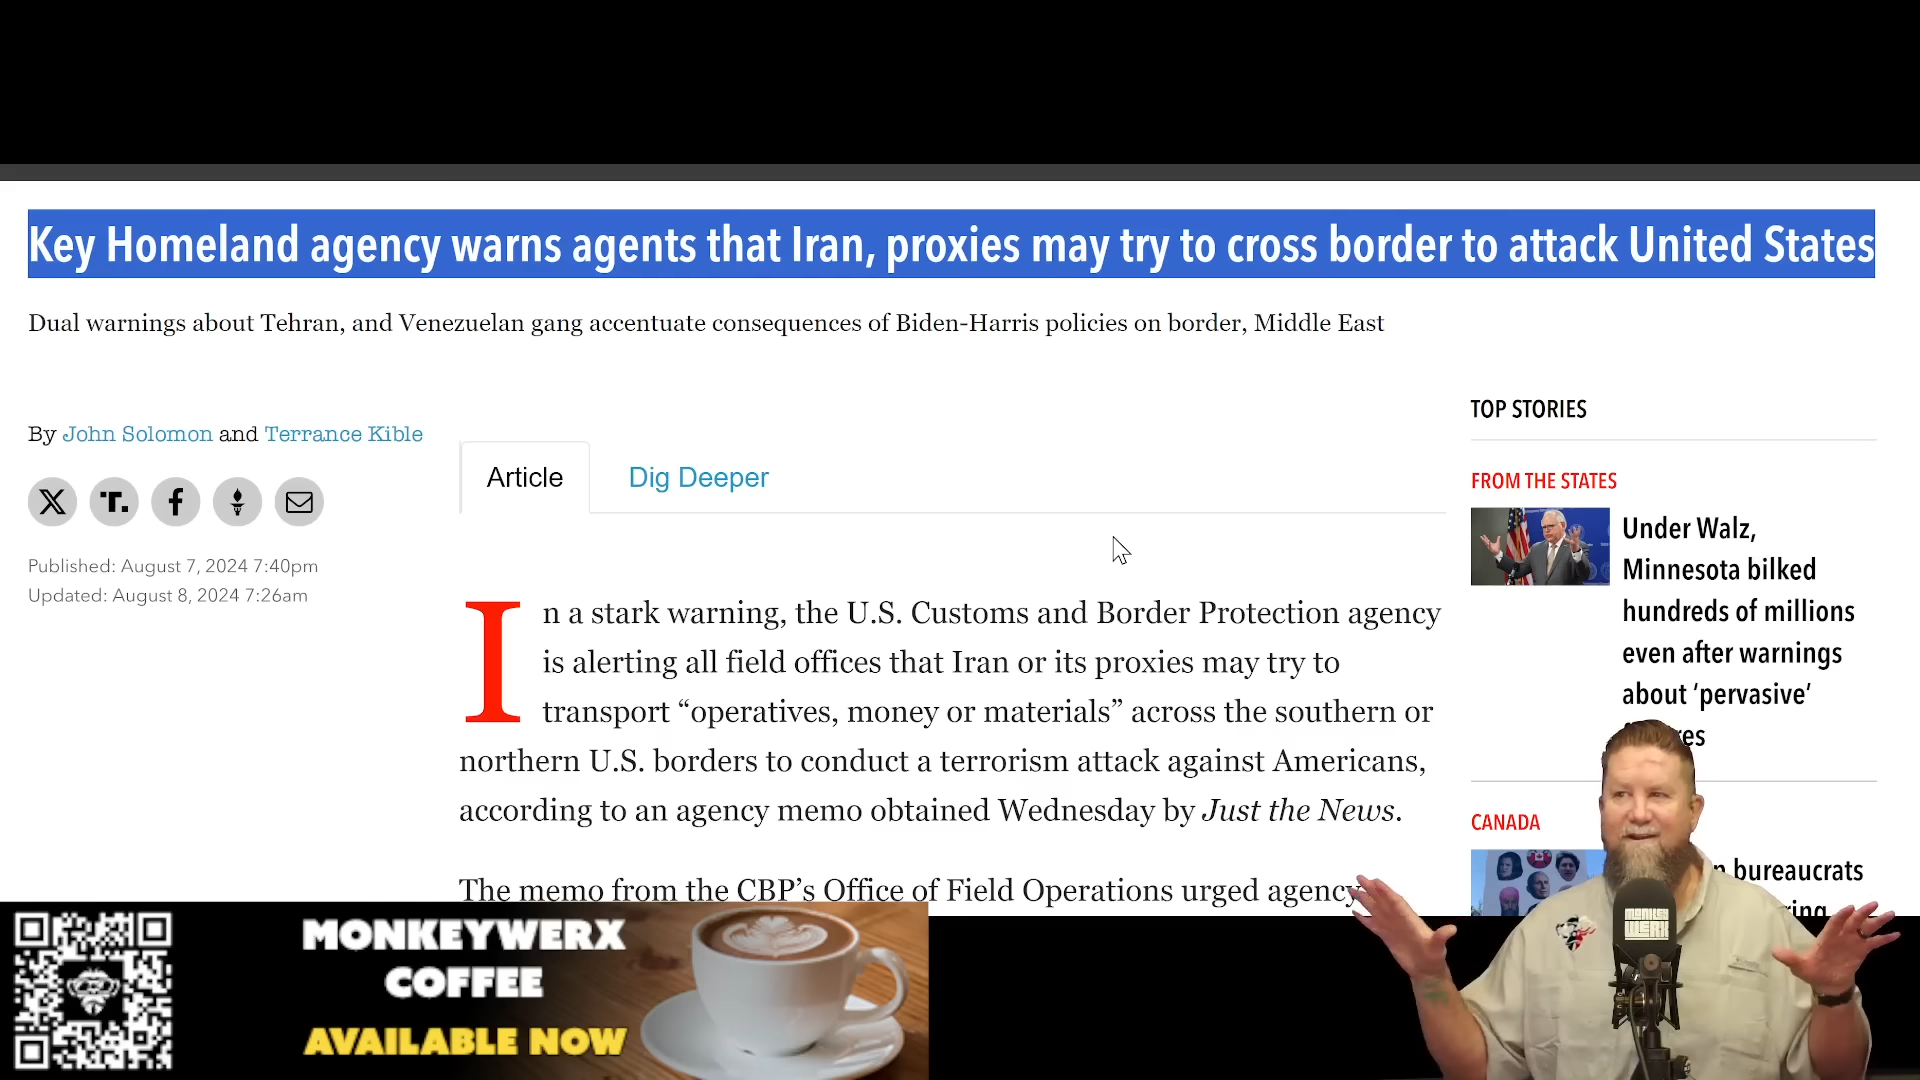 Key Homeland agency warns agents that Iran, proxies may try to cross border to attack United States
Dual warnings about Tehran, and Venezuelan gang accentuate consequences of Biden-Harris policies on border, Middle East
By John Solomon and Terrance Kible
Published: August 7, 2024 7:40pm
Updated: August 8, 2024 7:26am
Article
Dig Deeper
In a stark warning, the U.S. Customs and Border Protection agency
is alerting all field offices that Iran or its proxies may try to
transport “operatives, money or materials” across the southern or
northern U.S. borders to conduct a terrorism attack against Americans,
according to an agency memo obtained Wednesday by Just the News.
The memo from the CBP’s Office of Field Operations urged agency
TOP STORIES
FROM THE STATES
Under Walz,
Minnesota bilked
hundreds of millions
even after warnings
about ‘pervasive’
CANADA
bureaucrats
MONKEYWERX
COFFEE
AVAILABLE NOW
MONKEY
WERX